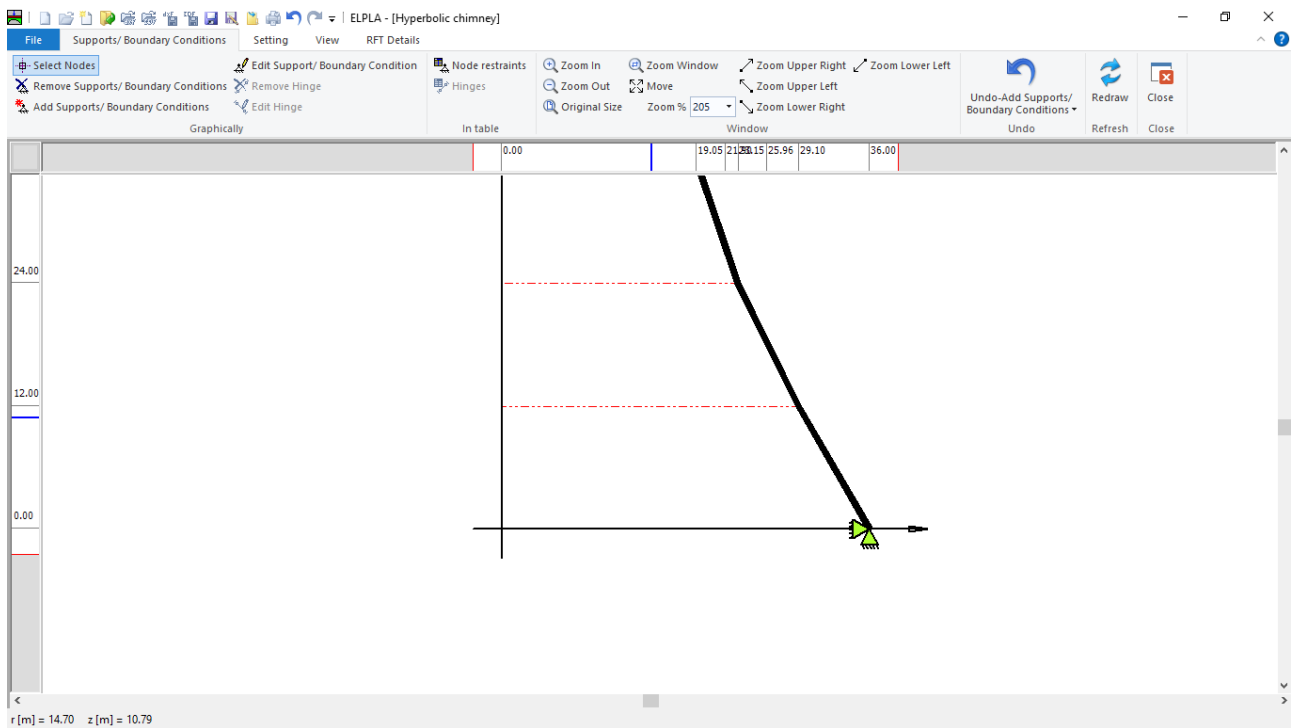 ELPLA - [Hyperbolic chimney]
File Supports/ Boundary Conditions Setting View RFT Details
Select Nodes Edit Support/ Boundary Condition Node restraints Zoom In Zoom Window Zoom Upper Right Zoom Lower Left
Remove Supports/ Boundary Conditions Remove Hinge Hinges Zoom Out Move Zoom Upper Left
Add Supports/ Boundary Conditions Edit Hinge Original Size Zoom % 205 Zoom Lower Right
Undo-Add Supports/ Boundary Conditions Redraw Close
Graphically In table Window Undo Refresh Close
0.00 19.05 25.96 29.10 36.00
24.00
12.00
0.00
r [m] = 14.70 z [m] = 10.79